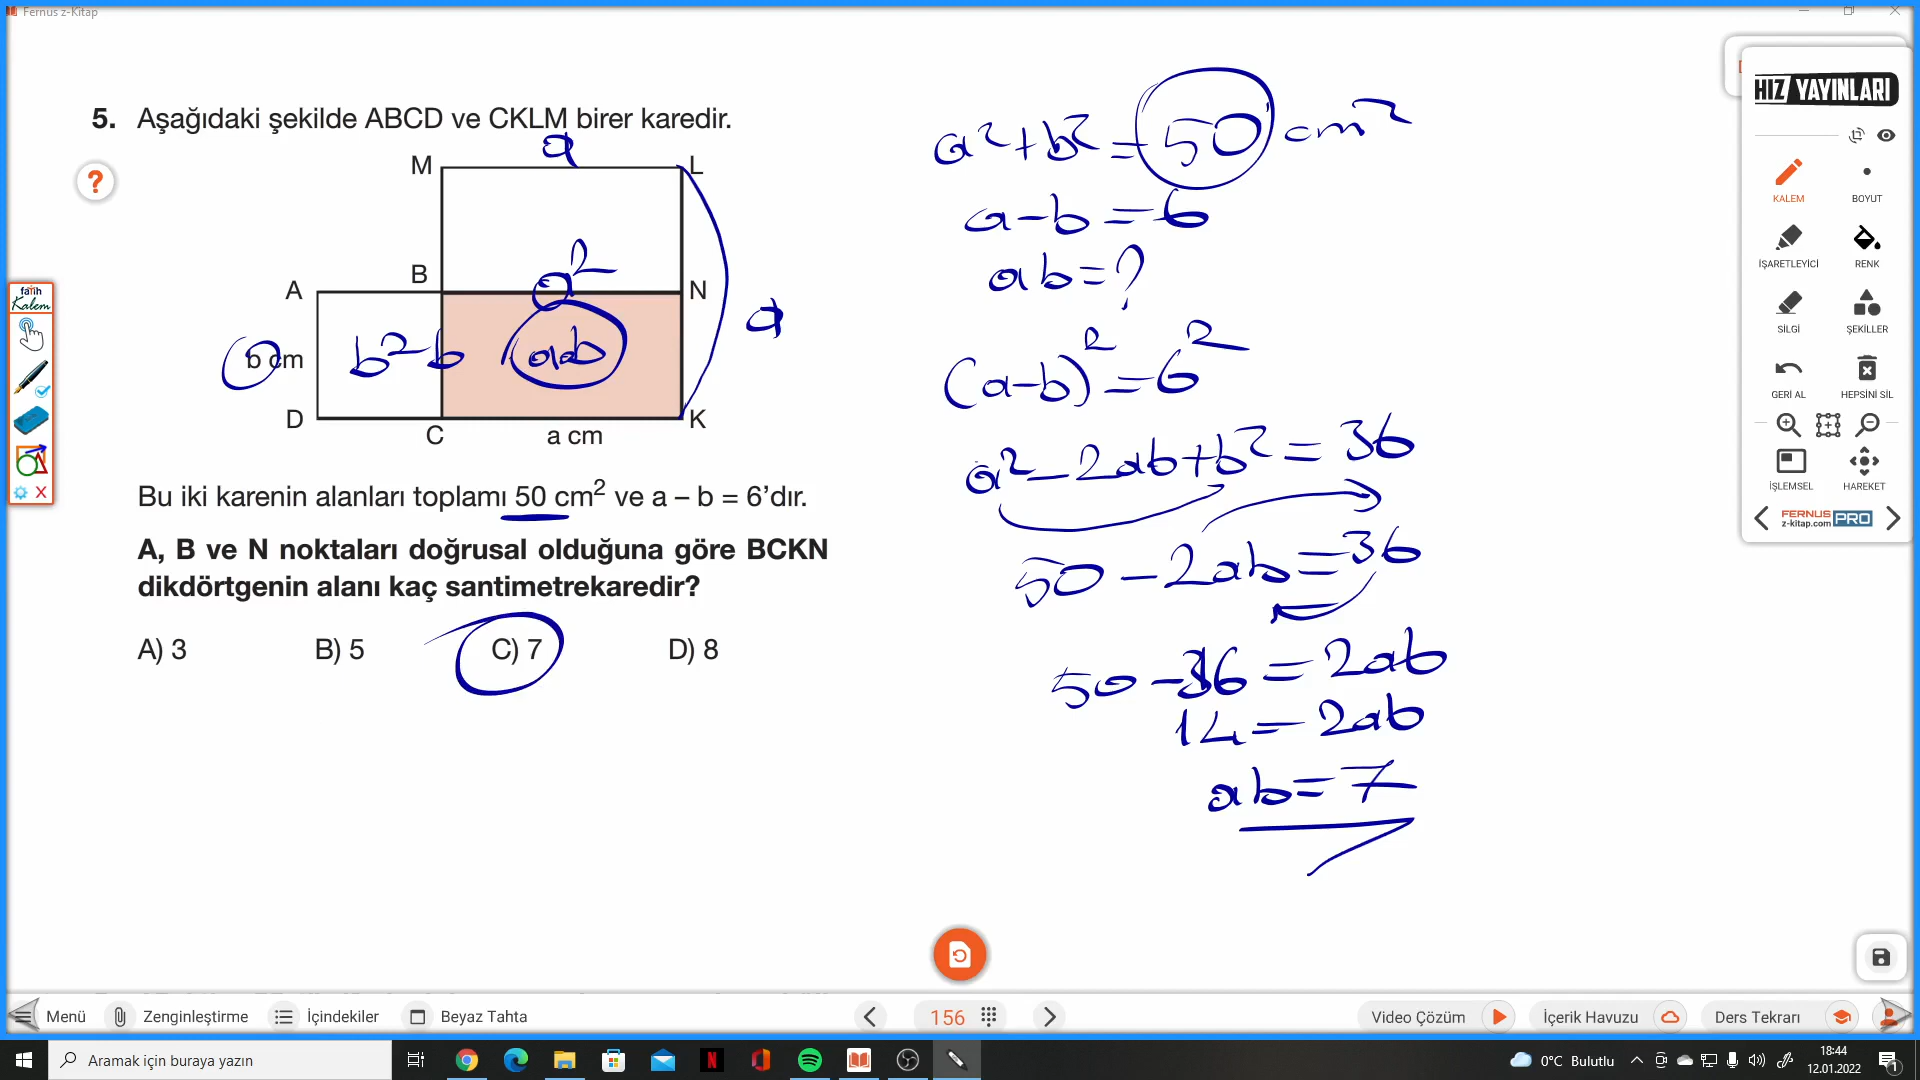 Fernus z-Kitap
5. Aşağıdaki şekilde ABCD ve CKLM birer karedir.
a
M
L
a²
B
A
N
a
b cm
b²
b
ab
D
C
a cm
K
Bu iki karenin alanları toplamı 50 cm² ve a – b = 6'dır.
A, B ve N noktaları doğrusal olduğuna göre BCKN
dikdörtgenin alanı kaç santimetrekaredir?
A) 3 B) 5 C) 7 D) 8
a²+b² = 50 cm²
a-b = 6
ab = ?
(a-b)² = 6²
a² - 2ab + b² = 36
50 - 2ab = 36
50 - 36 = 2ab
14 = 2ab
ab = 7
fatih
Kalem
X
HIZ YAYINLARI
KALEM BOYUT
İŞARETLEYİCİ RENK
SİLGİ ŞEKİLLER
GERİ AL HEPSİNİ SİL
İŞLEMSEL HAREKET
FERNUS
z-kitap.com PRO
Menü Zenginleştirme İçindekiler Beyaz Tahta 156 Video Çözüm İçerik Havuzu Ders Tekrarı
Aramak için buraya yazın
0°C Bulutlu
18:44
12.01.2022
1